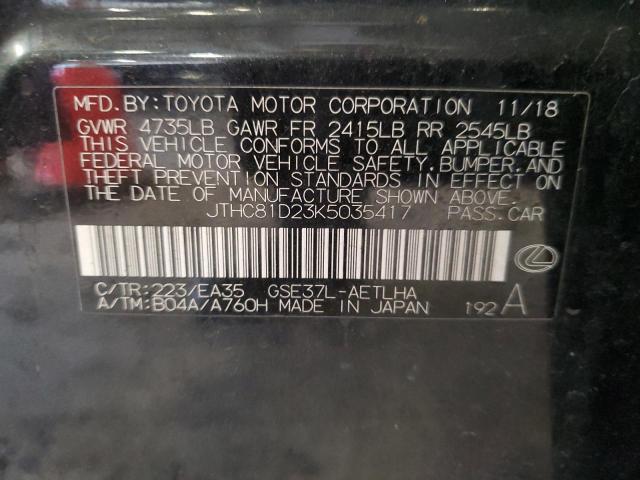 MFD. BY: TOYOTA MOTOR CORPORATION 11/18
GVWR 4735LB GAWR FR 2415LB RR 2545LB
THIS VEHICLE CONFORMS TO ALL APPLICABLE
FEDERAL MOTOR VEHICLE SAFETY, BUMPER, AND
THEFT PREVENTION STANDARDS IN EFFECT ON
THE DATE OF MANUFACTURE SHOWN ABOVE.
JTHC81D23K5035417 PASS. CAR
C/TR: 223/EA35 GSE37L-AETLHA
A/TM: B04A/A760H MADE IN JAPAN 192 A